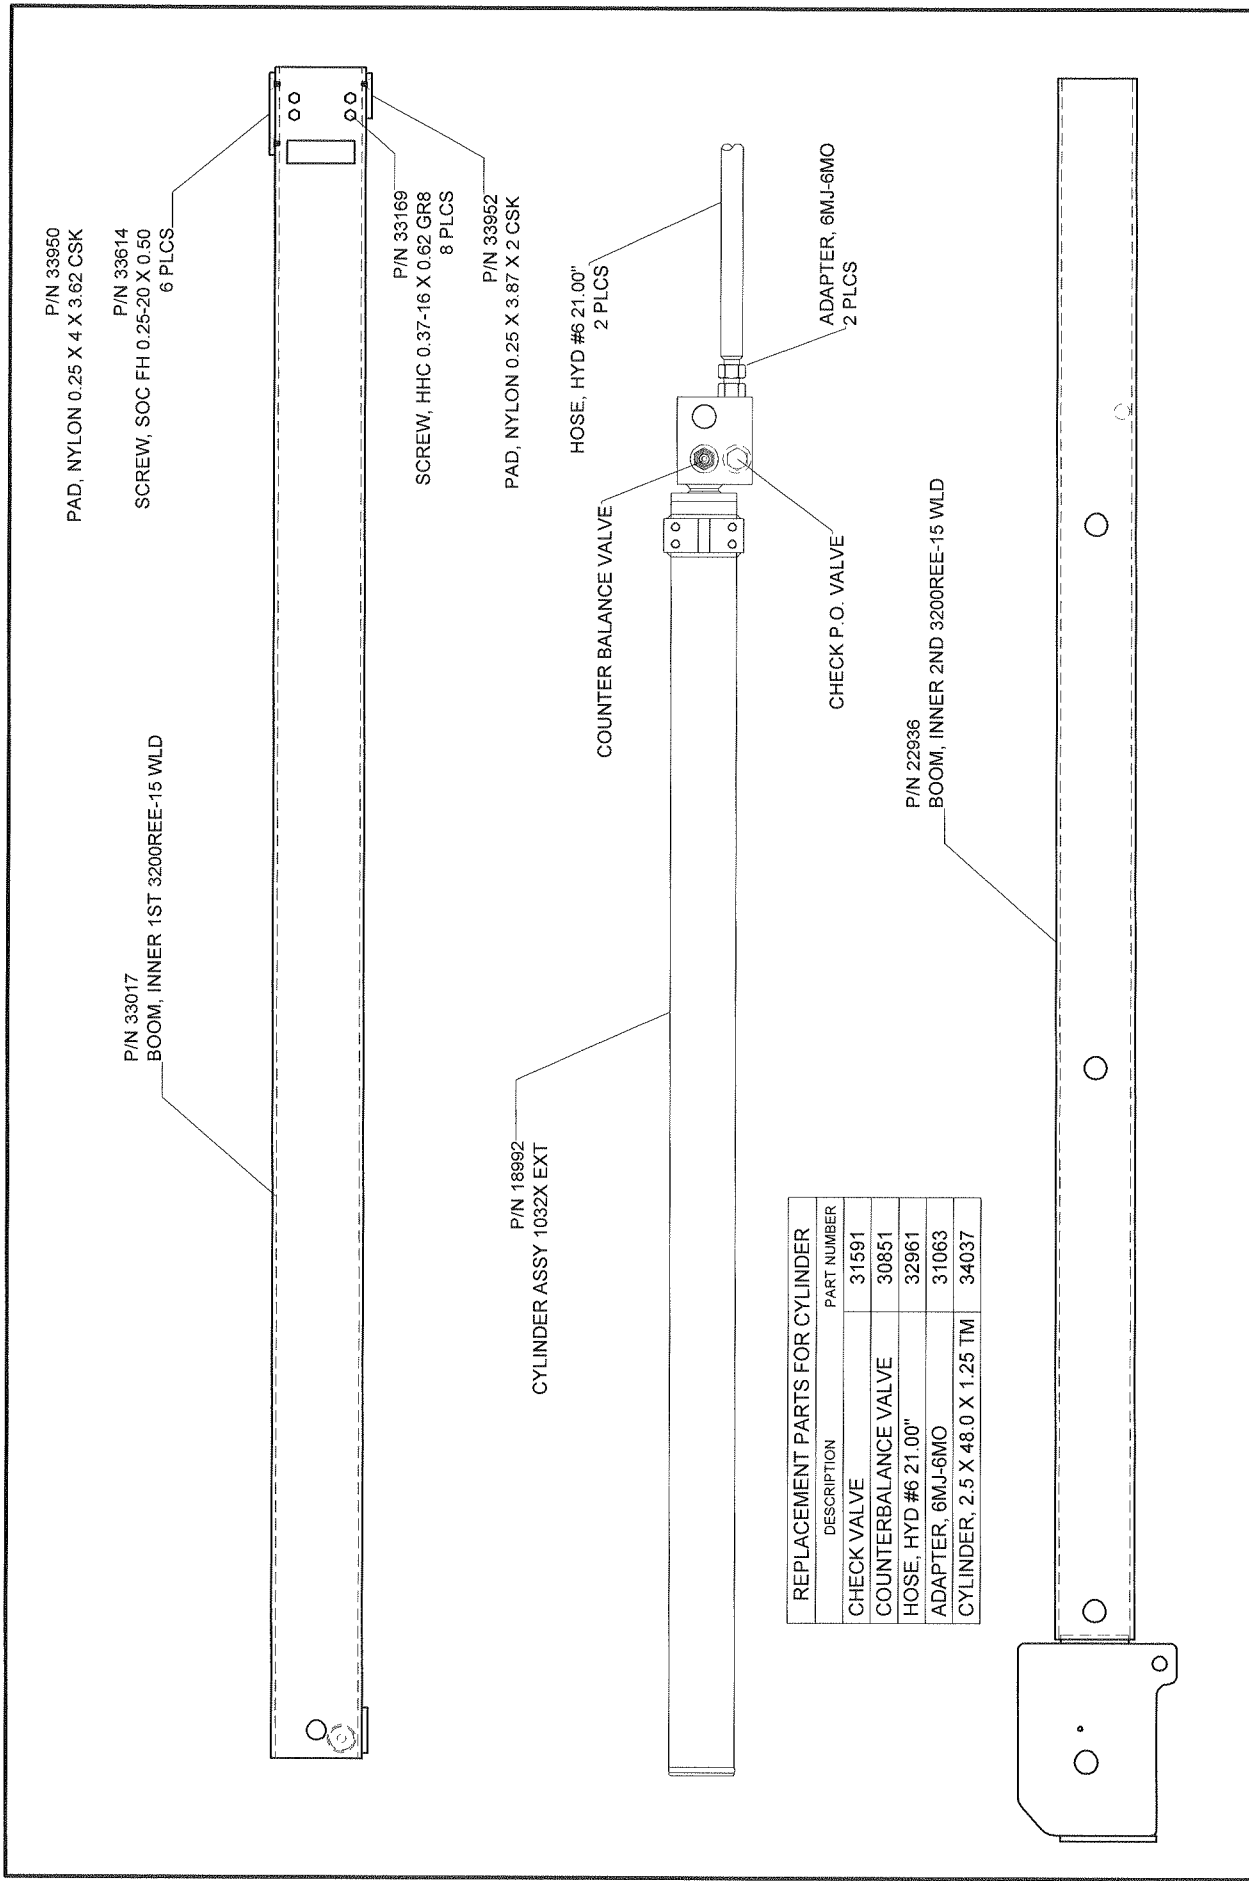 P/N 33950
PAD, NYLON 0.25 X 4 X 3.62 CSK
P/N 33614
SCREW, SOC FH 0.25-20 X 0.50
6 PLCS
P/N 33169
SCREW, HHC 0.37-16 X 0.62 GR8
8 PLCS
P/N 33952
PAD, NYLON 0.25 X 3.87 X 2 CSK
P/N 33017
BOOM, INNER 1ST 3200REE-15 WLD
HOSE, HYD #6 21.00"
2 PLCS
COUNTER BALANCE VALVE
ADAPTER, 6MJ-6MO
2 PLCS
CHECK P.O. VALVE
P/N 18992
CYLINDER ASSY 1032X EXT
P/N 22936
BOOM, INNER 2ND 3200REE-15 WLD
REPLACEMENT PARTS FOR CYLINDER
DESCRIPTION PART NUMBER
CHECK VALVE 31591
COUNTERBALANCE VALVE 30851
HOSE, HYD #6 21.00" 32961
ADAPTER, 6MJ-6MO 31063
CYLINDER, 2.5 X 48.0 X 1.25 TM 34037